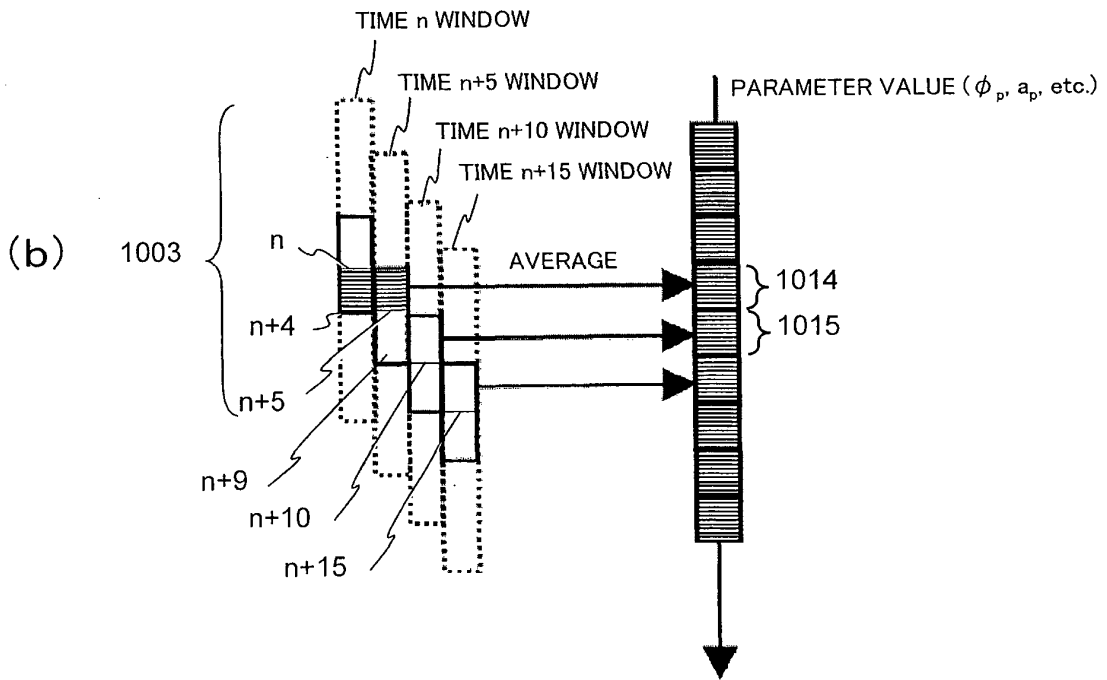 TIME n WINDOW
TIME n+5 WINDOW
PARAMETER VALUE (ϕp, ap, etc.)
TIME n+10 WINDOW
TIME n+15 WINDOW
(b)
1003
n
AVERAGE
1014
n+4
1015
n+5
n+9
n+10
n+15